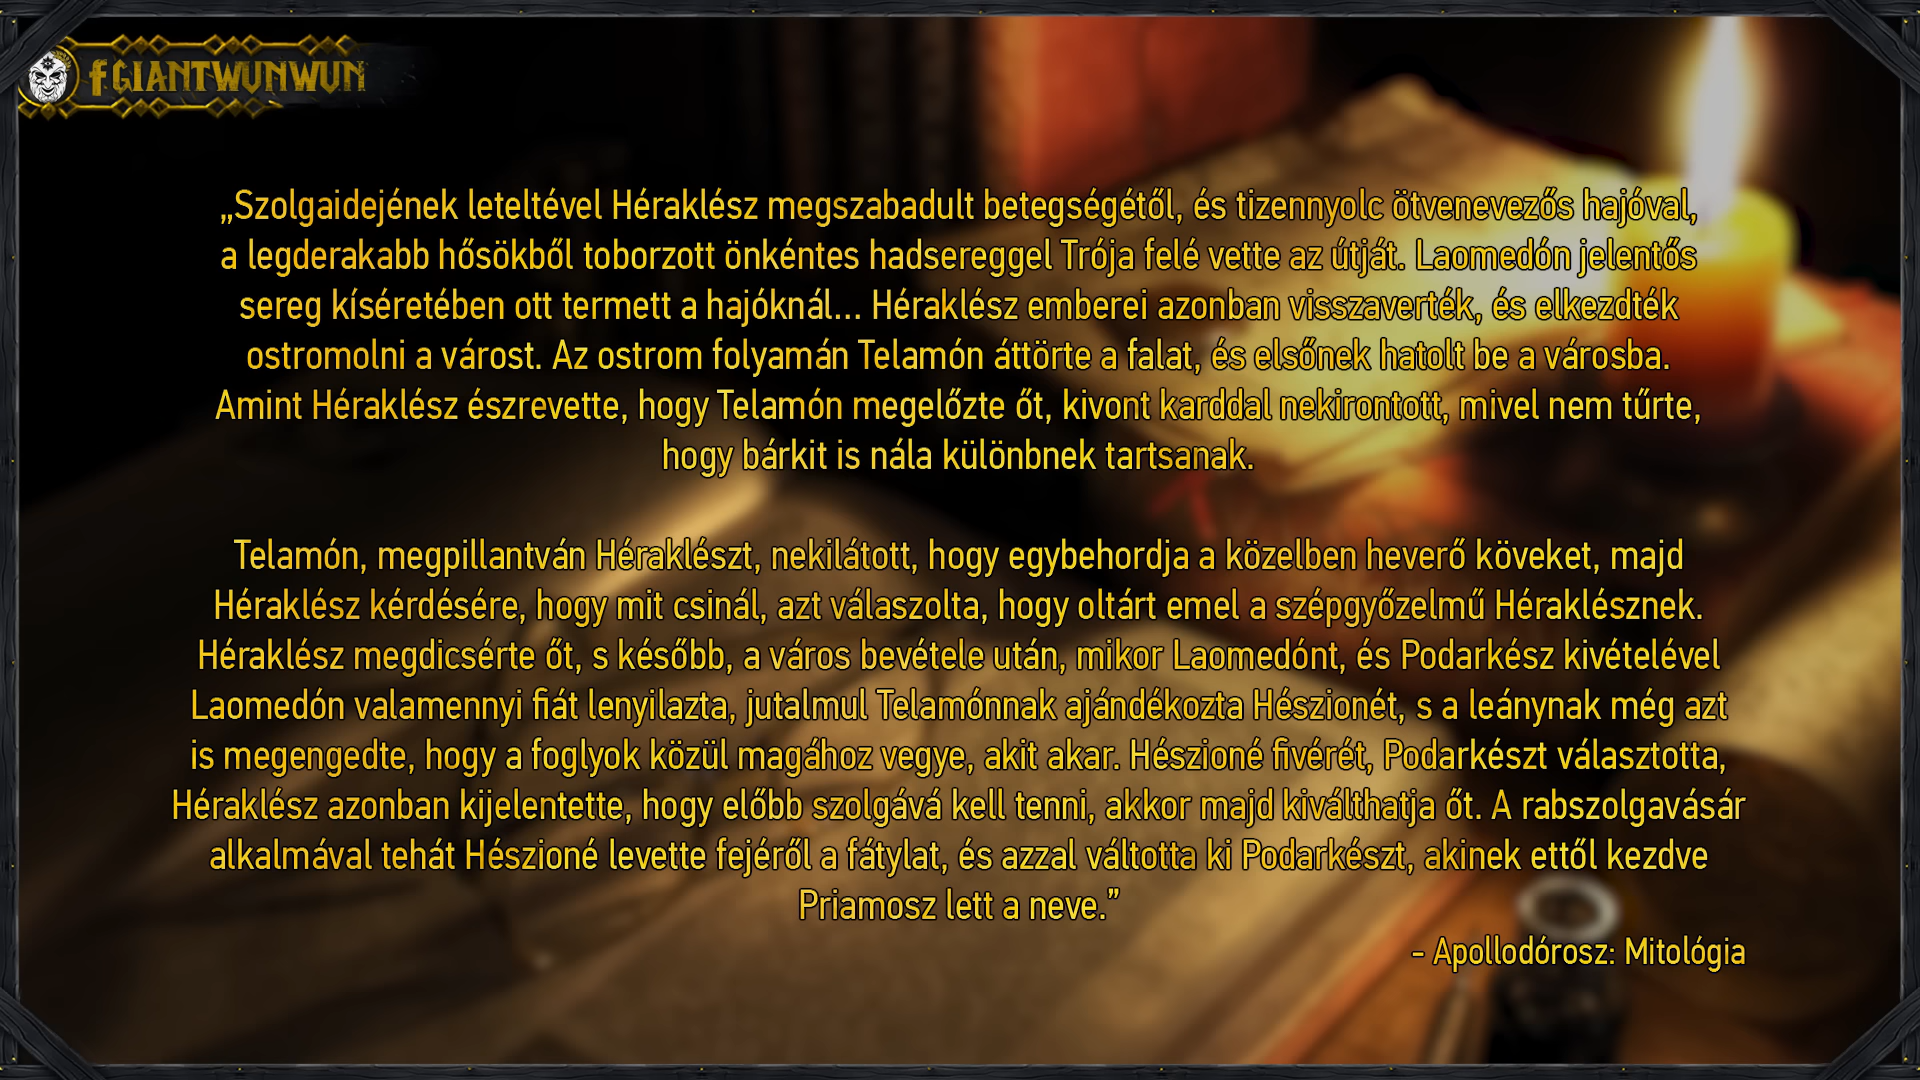 FGIANTWUNWUN
„Szolgaidejének leteltével Héraklész megszabadult betegségétől, és tizennyolc ötvenevezős hajóval,
a legderakabb hősökből toborzott önkéntes hadsereggel Trója felé vette az útját. Laomedón jelentős
sereg kíséretében ott termett a hajóknál... Héraklész emberei azonban visszaverték, és elkezdték
ostromolni a várost. Az ostrom folyamán Telamón áttörte a falat, és elsőnek hatolt be a városba.
Amint Héraklész észrevette, hogy Telamón megelőzte őt, kivont karddal nekirontott, mivel nem tűrte,
hogy bárkit is nála különbnek tartsanak.
Telamón, megpillantván Héraklészt, nekilátott, hogy egybehordja a közelben heverő köveket, majd
Héraklész kérdésére, hogy mit csinál, azt válaszolta, hogy oltárt emel a szépgyőzelmű Héraklésznek.
Héraklész megdicsérte őt, s később, a város bevétele után, mikor Laomedónt, és Podarkész kivételével
Laomedón valamennyi fiát lenyilazta, jutalmul Telamónnak ajándékozta Hészionét, s a leánynak még azt
is megengedte, hogy a foglyok közül magához vegye, akit akar. Hészioné fivérét, Podarkészt választotta,
Héraklész azonban kijelentette, hogy előbb szolgává kell tenni, akkor majd kiválthatja őt. A rabszolgavásár
alkalmával tehát Hészioné levette fejéről a fátylat, és azzal váltotta ki Podarkészt, akinek ettől kezdve
Priamosz lett a neve.”
- Apollodórosz: Mitológia